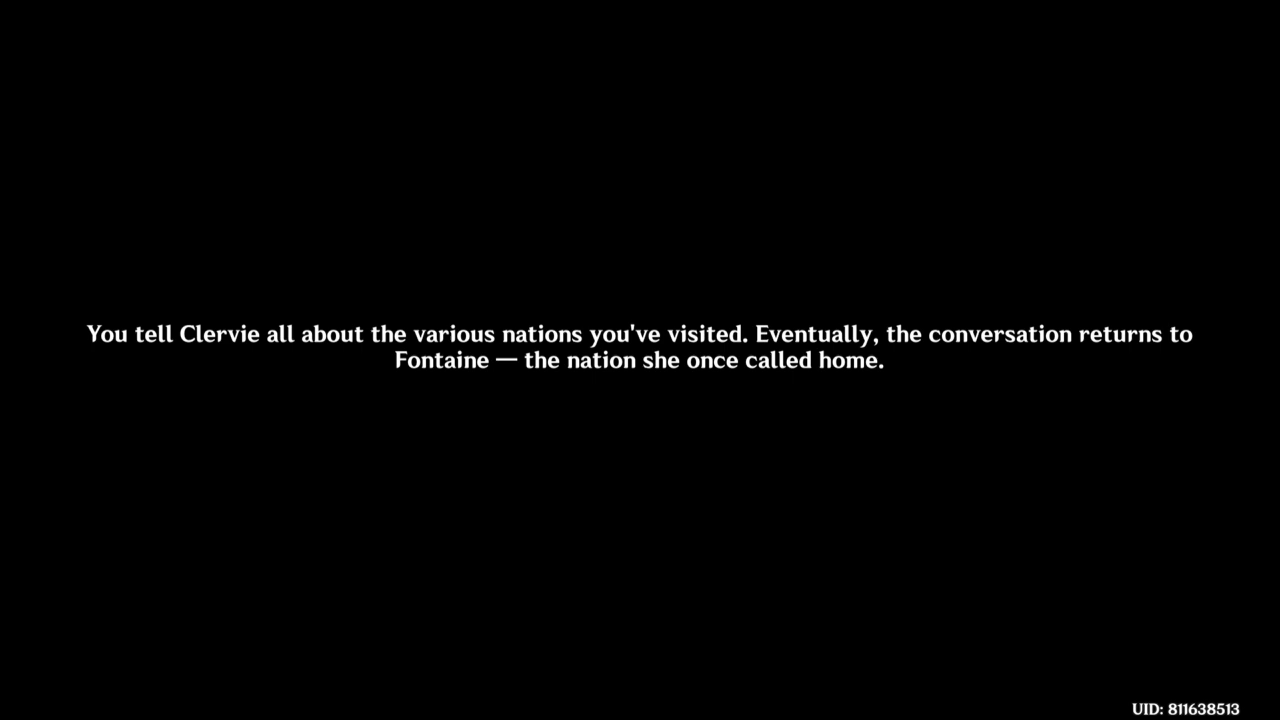 You tell Clervie all about the various nations you've visited. Eventually, the conversation returns to
Fontaine — the nation she once called home.
UID: 811638513